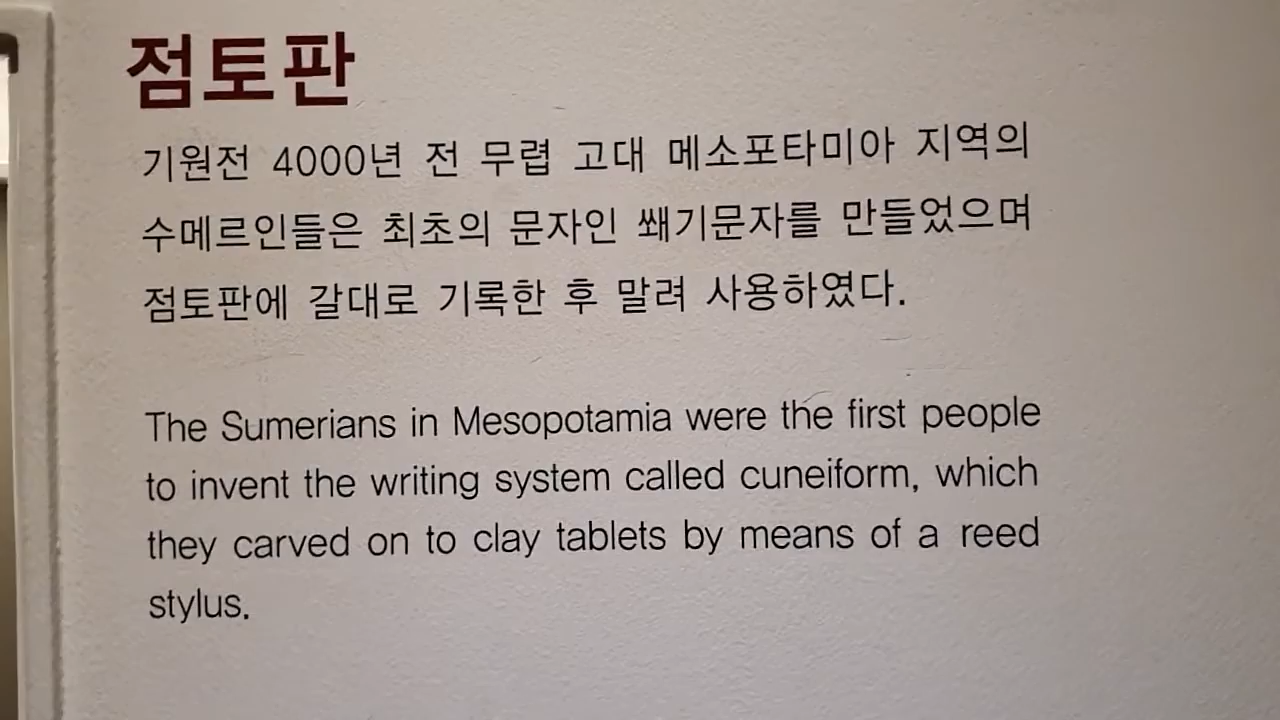 점토판
기원전 4000년 전 무렵 고대 메소포타미아 지역의
수메르인들은 최초의 문자인 쐐기문자를 만들었으며
점토판에 갈대로 기록한 후 말려 사용하였다.
The Sumerians in Mesopotamia were the first people
to invent the writing system called cuneiform, which
they carved on to clay tablets by means of a reed
stylus.